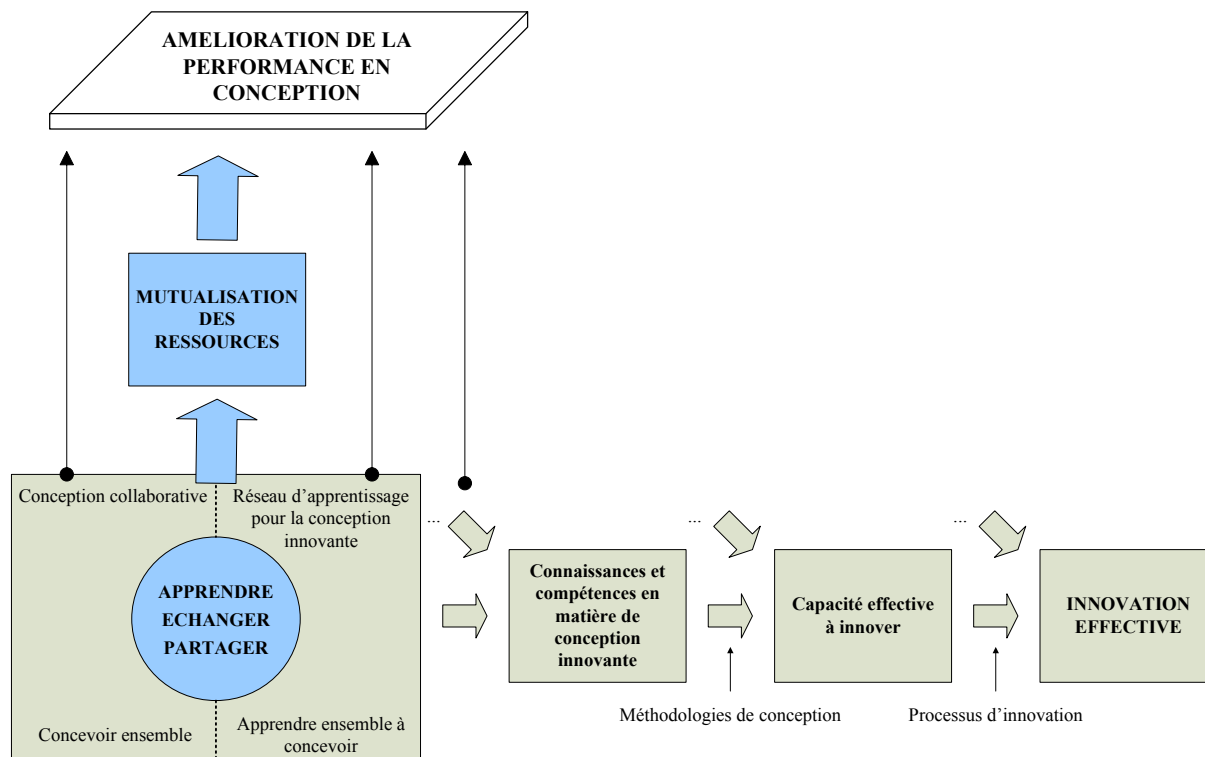 AMELIORATION DE LA
PERFORMANCE EN
CONCEPTION
MUTUALISATION
DES
RESSOURCES
Conception collaborative
Réseau d'apprentissage
pour la conception
innovante
APPRENDRE
ECHANGER
PARTAGER
Concevoir ensemble
Apprendre ensemble à
concevoir
...
Connaissances et
compétences en
matière de
conception
innovante
...
Capacité effective
à innover
...
INNOVATION
EFFECTIVE
Méthodologies de conception
Processus d'innovation